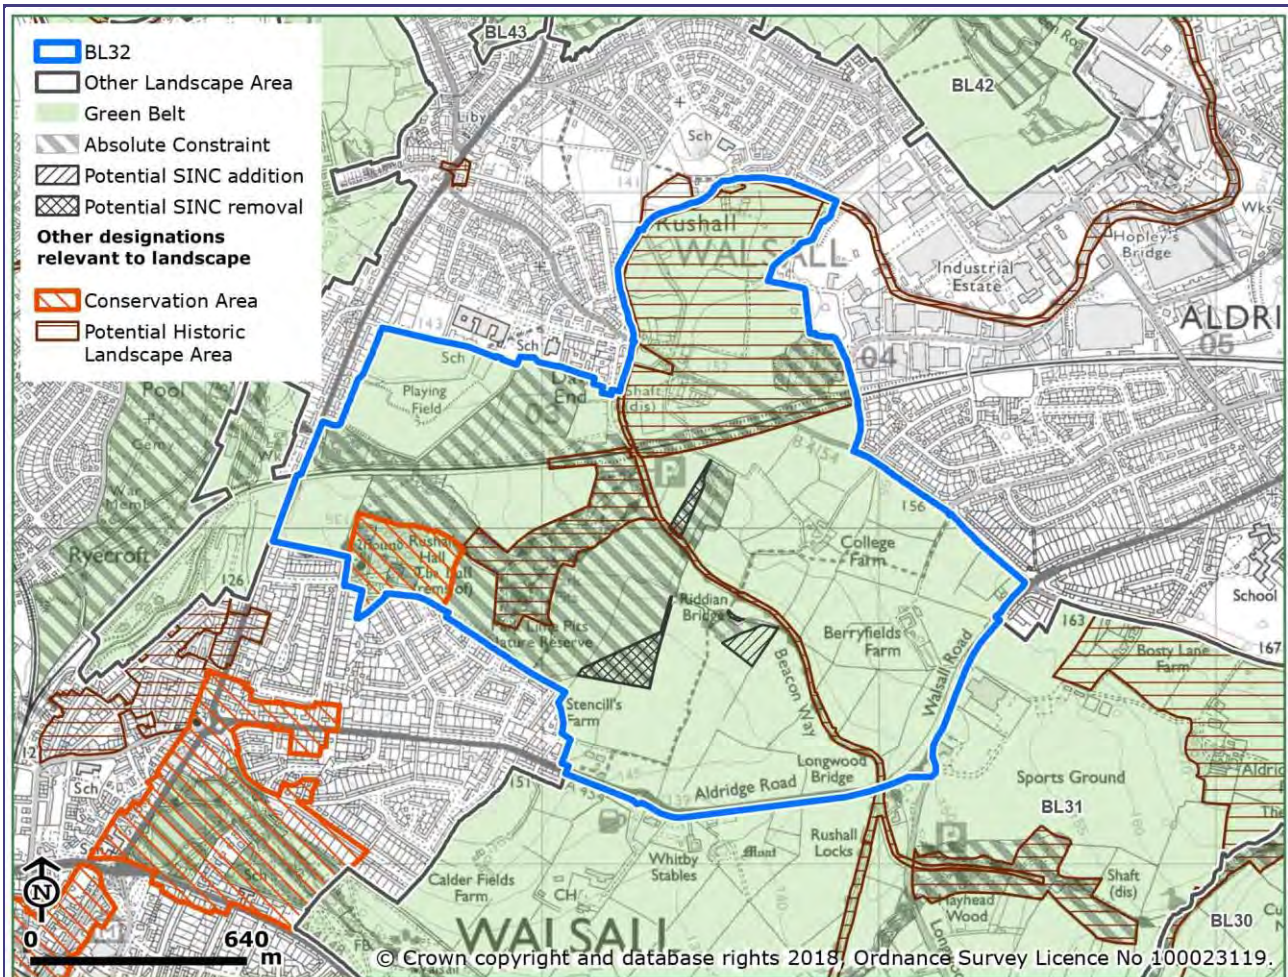 BL32
Other Landscape Area
Green Belt
Absolute Constraint
Potential SINC addition
Potential SINC removal
Other designations
relevant to landscape
Conservation Area
Potential Historic
Landscape Area
BL43
BL42
Sch
141
Rushall
WALSALL
Industrial
Estate
Hopley's
Bridge
Wks
ALDRI
05
04
143
Sch
Sch
Playing
Field
End
03
Shaft
(dis)
P
B 4154
Pool
War
Ryecroft
126
Rushall
Hall
Nature Reserve
156
College
Farm
Riddian
Bridge
Berryfields
Farm
Beacon Way
Walsall Road
School
163
167
Bosty Lane
Farm
Stencill's
Farm
Longwood
Bridge
Aldridge Road
151
A 454
139
Sports Ground
BL31
Rushall
Locks
P
Whitby
Stables
Moat
Calder Fields
Farm
CH
Sch
Shaft
(dis)
Hayhead
Wood
BL30
WALSALL
FB
N
0
640
m
© Crown copyright and database rights 2018, Ordnance Survey Licence No 100023119.